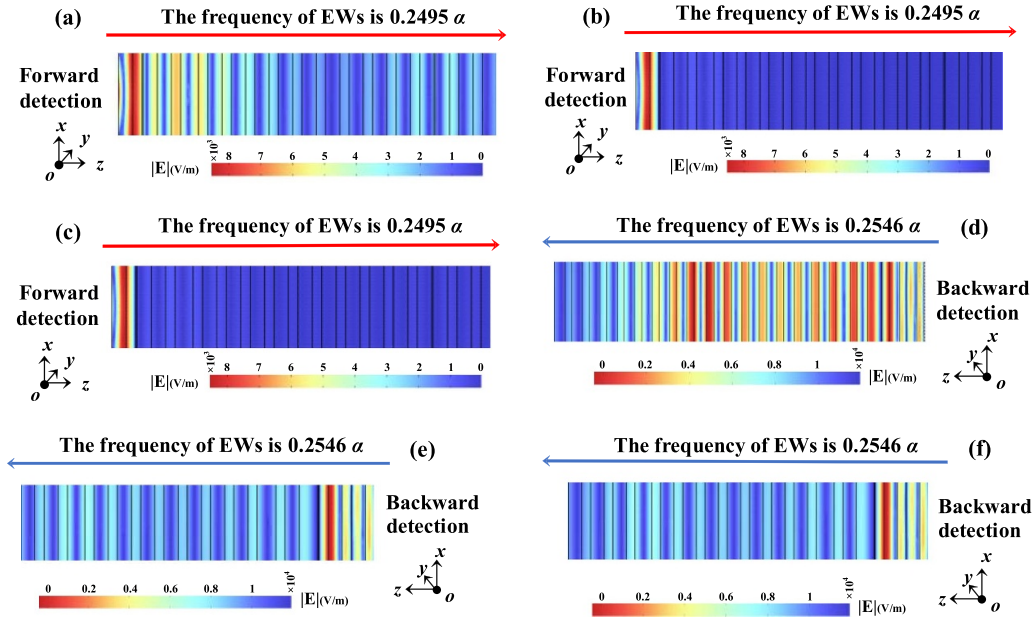 (a)
The frequency of EWs is 0.2495 α
Forward
detection
x
y
z
o
|E|(V/m)
×10³
8 7 6 5 4 3 2 1 0
(b)
The frequency of EWs is 0.2495 α
Forward
detection
x
y
z
o
|E|(V/m)
×10³
8 7 6 5 4 3 2 1 0
(c)
The frequency of EWs is 0.2495 α
Forward
detection
x
y
z
o
|E|(V/m)
×10³
8 7 6 5 4 3 2 1 0
The frequency of EWs is 0.2546 α
(d)
Backward
detection
x
y
z
o
0 0.2 0.4 0.6 0.8 1
×10⁴
|E|(V/m)
The frequency of EWs is 0.2546 α
(e)
Backward
detection
x
y
z
o
0 0.2 0.4 0.6 0.8 1
×10⁴
|E|(V/m)
The frequency of EWs is 0.2546 α
(f)
Backward
detection
x
y
z
o
0 0.2 0.4 0.6 0.8 1
×10⁴
|E|(V/m)